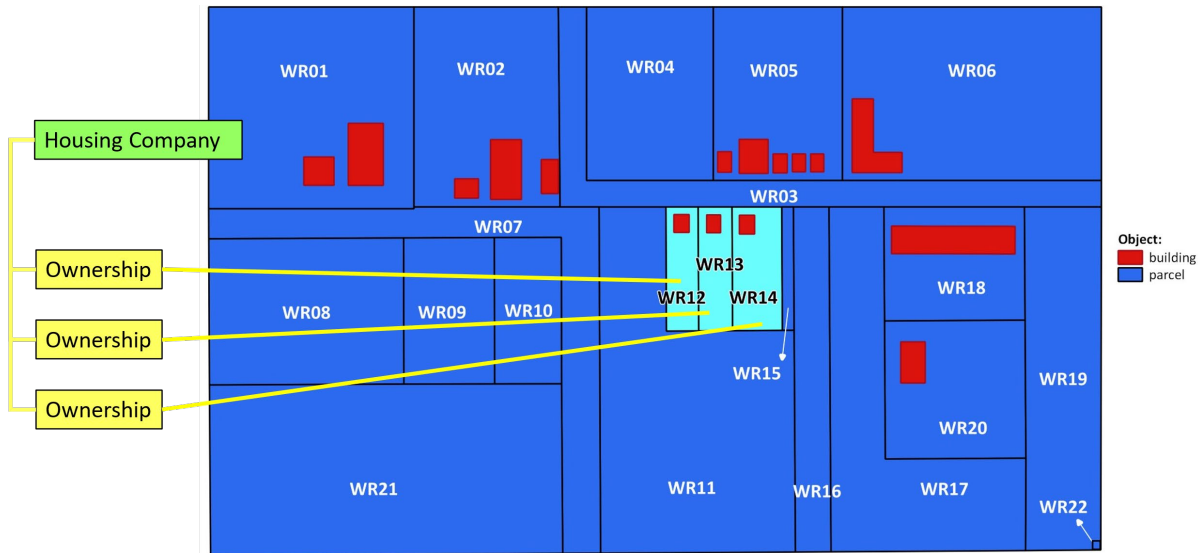 WR01
WR02
WR04
WR05
WR06
Housing Company
WR03
WR07
Object:
building
parcel
Ownership
WR13
WR12
WR14
WR18
WR08
WR09
WR10
Ownership
WR15
WR19
Ownership
WR20
WR21
WR11
WR16
WR17
WR22